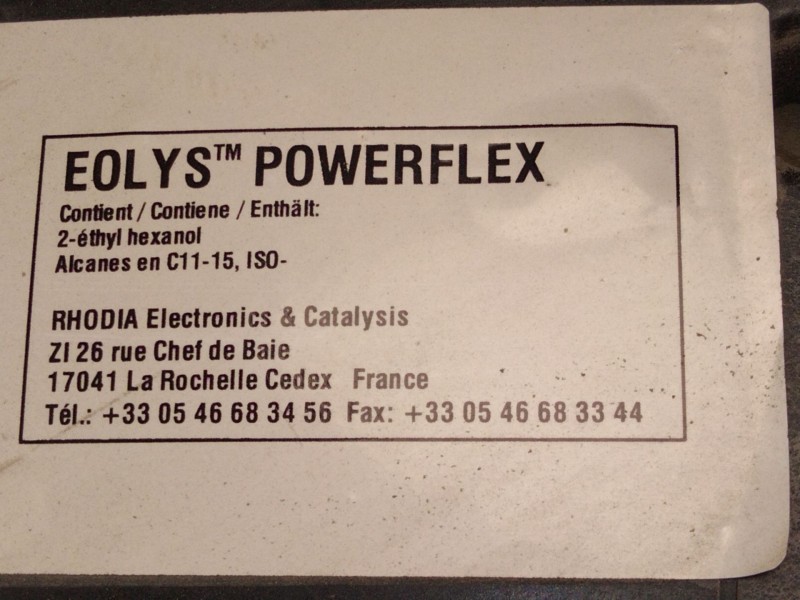 EOLYS™ POWERFLEX
Contient / Contiene / Enthält:
2-éthyl hexanol
Alcanes en C11-15, ISO-
RHODIA Electronics & Catalysis
ZI 26 rue Chef de Baie
17041 La Rochelle Cedex France
Tél.: +33 05 46 68 34 56 Fax: +33 05 46 68 33 44